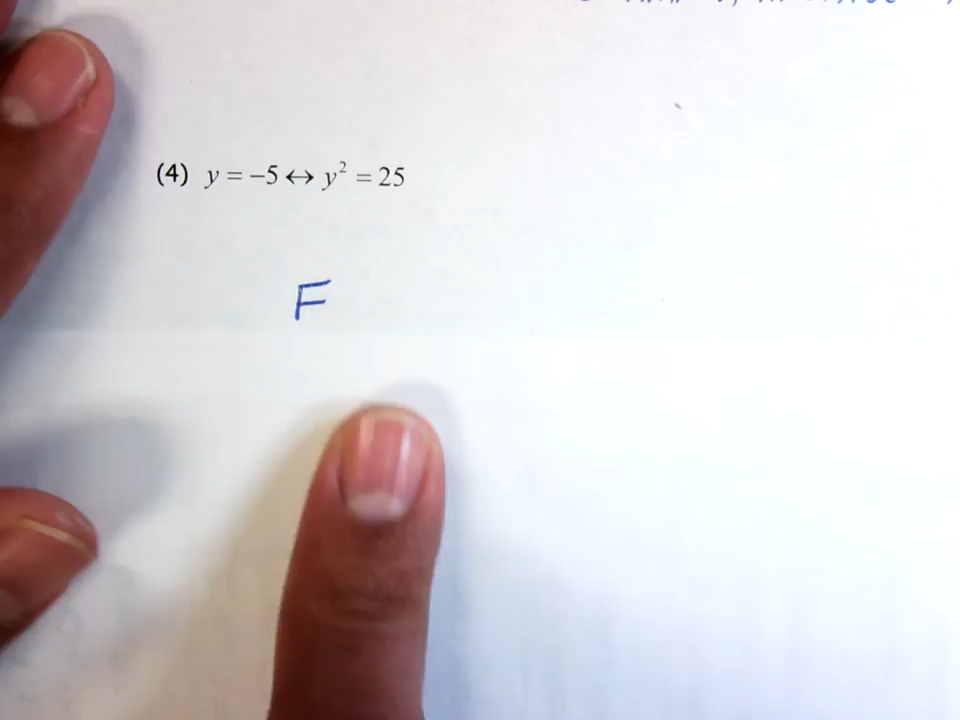 (4) y = −5 ↔ y² = 25
F